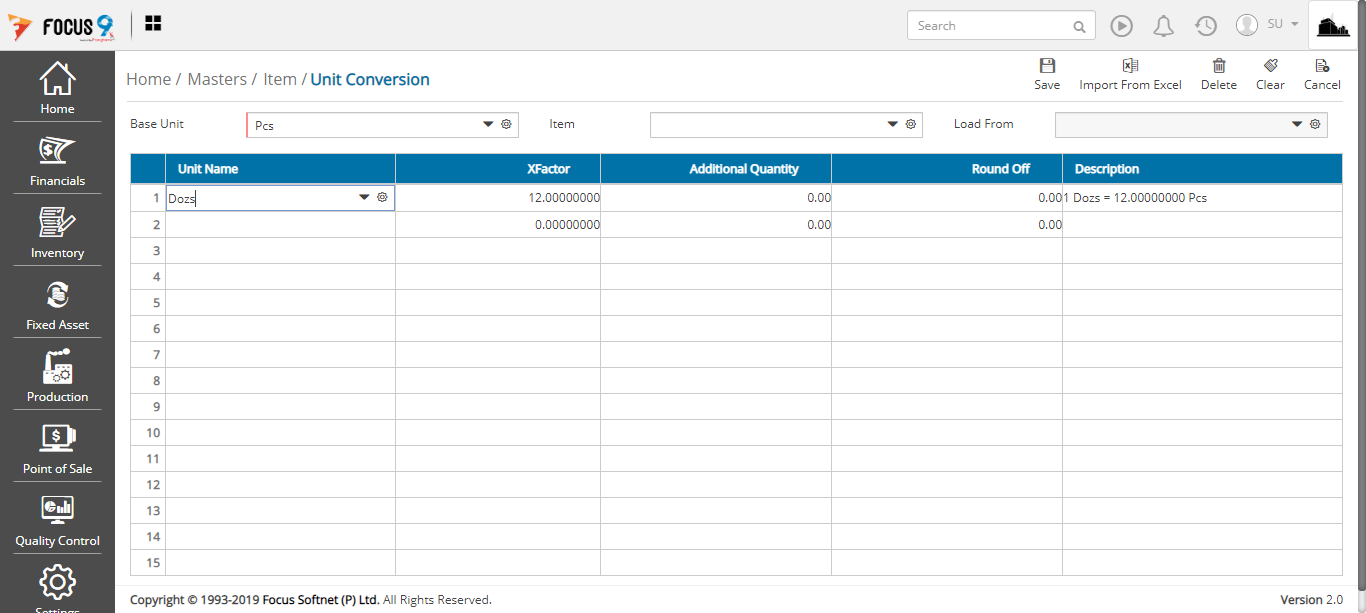 FOCUS 9
Search
SU
Home / Masters / Item / Unit Conversion
Save
Import From Excel
Delete
Clear
Cancel
Home
Financials
Inventory
Fixed Asset
Production
Point of Sale
Quality Control
Settings
Base Unit Pcs Item Load From
Unit Name XFactor Additional Quantity Round Off Description
1 Dozs 12.00000000 0.00 0.00 1 Dozs = 12.00000000 Pcs
2 0.00000000 0.00 0.00
3
4
5
6
7
8
9
10
11
12
13
14
15
Copyright © 1993-2019 Focus Softnet (P) Ltd. All Rights Reserved. Version 2.0